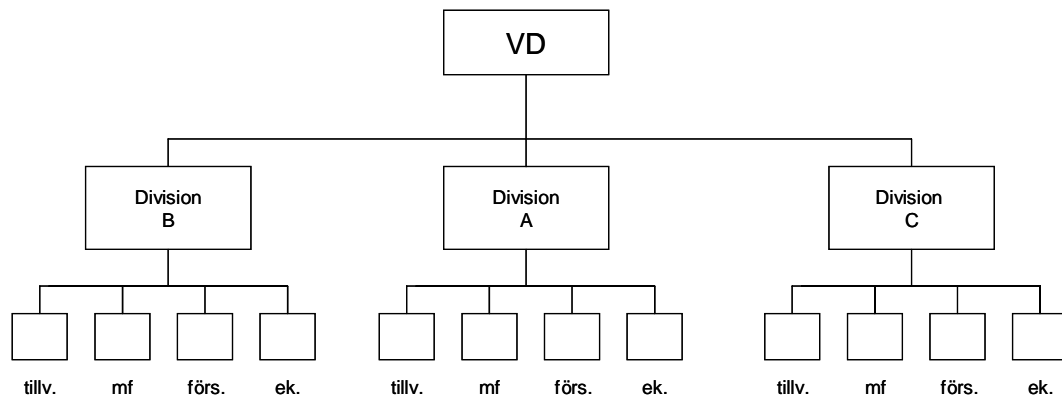 VD
Division
B
Division
A
Division
C
tillv. mf förs. ek. tillv. mf förs. ek. tillv. mf förs. ek.